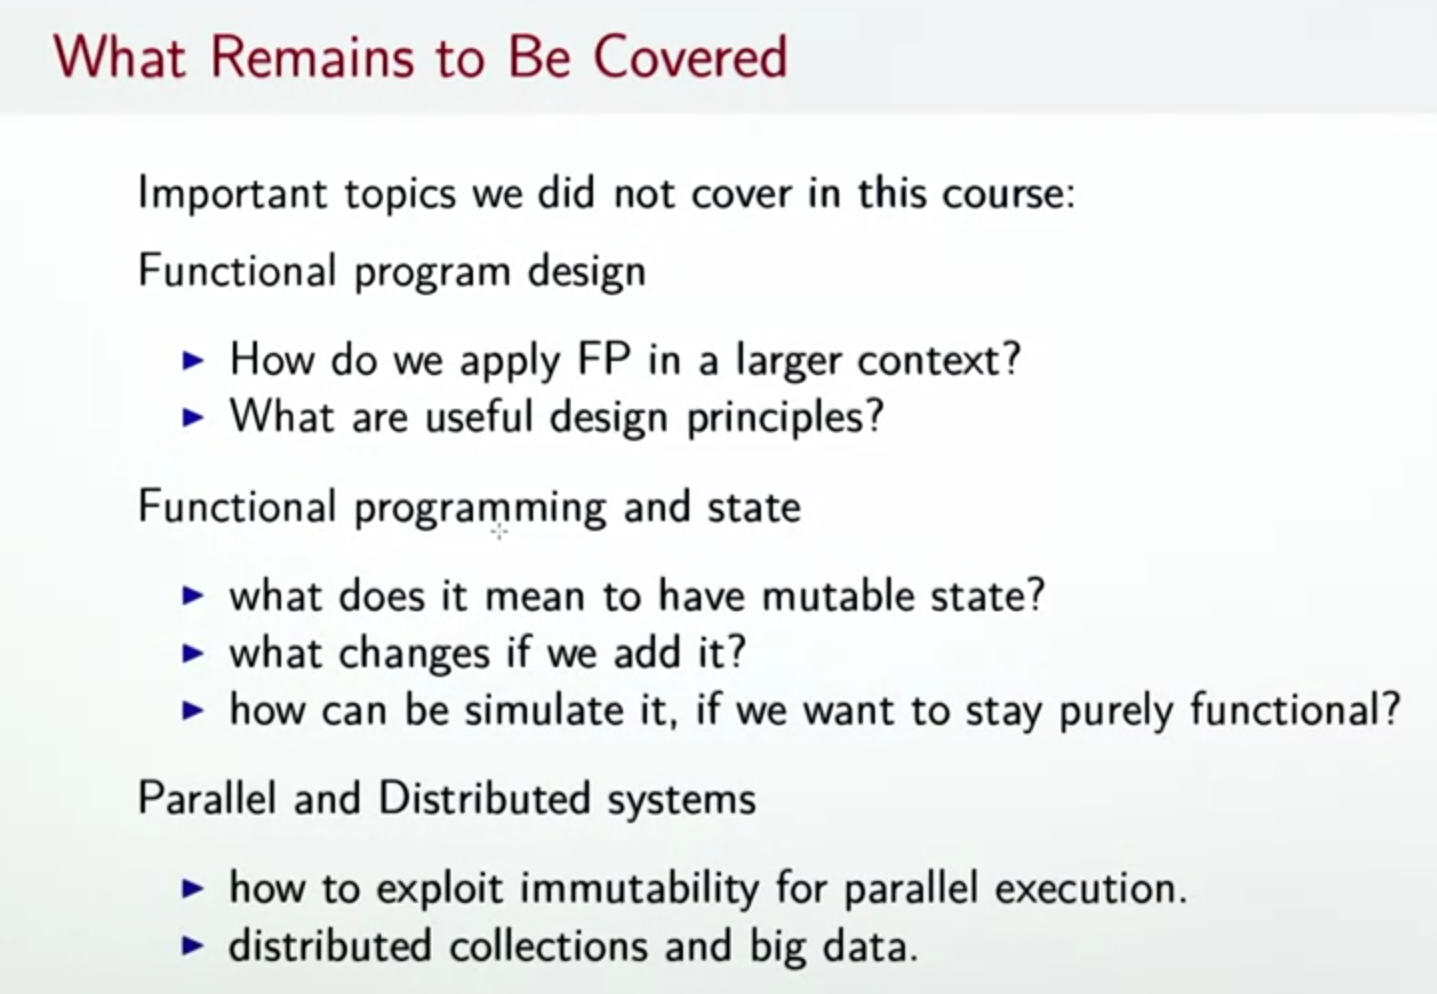 What Remains to Be Covered
Important topics we did not cover in this course:
Functional program design
► How do we apply FP in a larger context?
► What are useful design principles?
Functional programming and state
► what does it mean to have mutable state?
► what changes if we add it?
► how can be simulate it, if we want to stay purely functional?
Parallel and Distributed systems
► how to exploit immutability for parallel execution.
► distributed collections and big data.